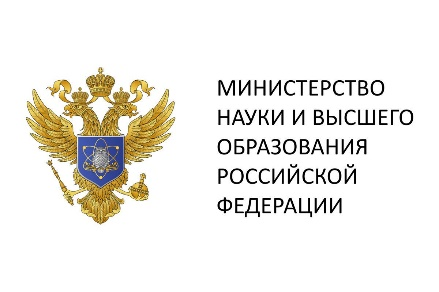 МИНИСТЕРСТВО
НАУКИ И ВЫСШЕГО
ОБРАЗОВАНИЯ
РОССИЙСКОЙ
ФЕДЕРАЦИИ